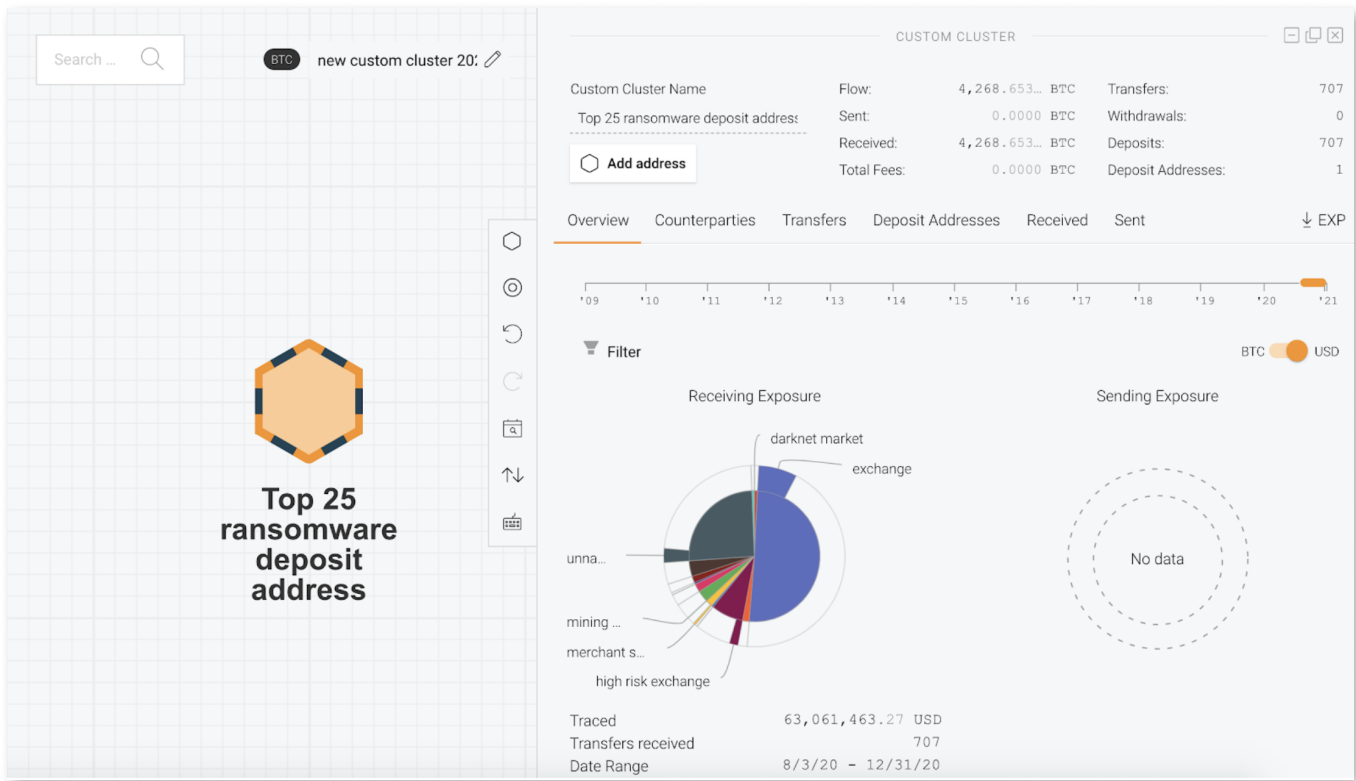 Search ...
BTC
new custom cluster 202
Top 25
ransomware
deposit
address
CUSTOM CLUSTER
Custom Cluster Name
Top 25 ransomware deposit address
Add address
Flow: 4,268.653... BTC
Sent: 0.0000 BTC
Received: 4,268.653... BTC
Total Fees: 0.0000 BTC
Transfers: 707
Withdrawals: 0
Deposits: 707
Deposit Addresses: 1
Overview Counterparties Transfers Deposit Addresses Received Sent EXP
'09 '10 '11 '12 '13 '14 '15 '16 '17 '18 '19 '20 '21
Filter
BTC USD
Receiving Exposure
darknet market
exchange
unna...
mining ...
merchant s...
high risk exchange
Sending Exposure
No data
Traced 63,061,463.27 USD
Transfers received 707
Date Range 8/3/20 - 12/31/20